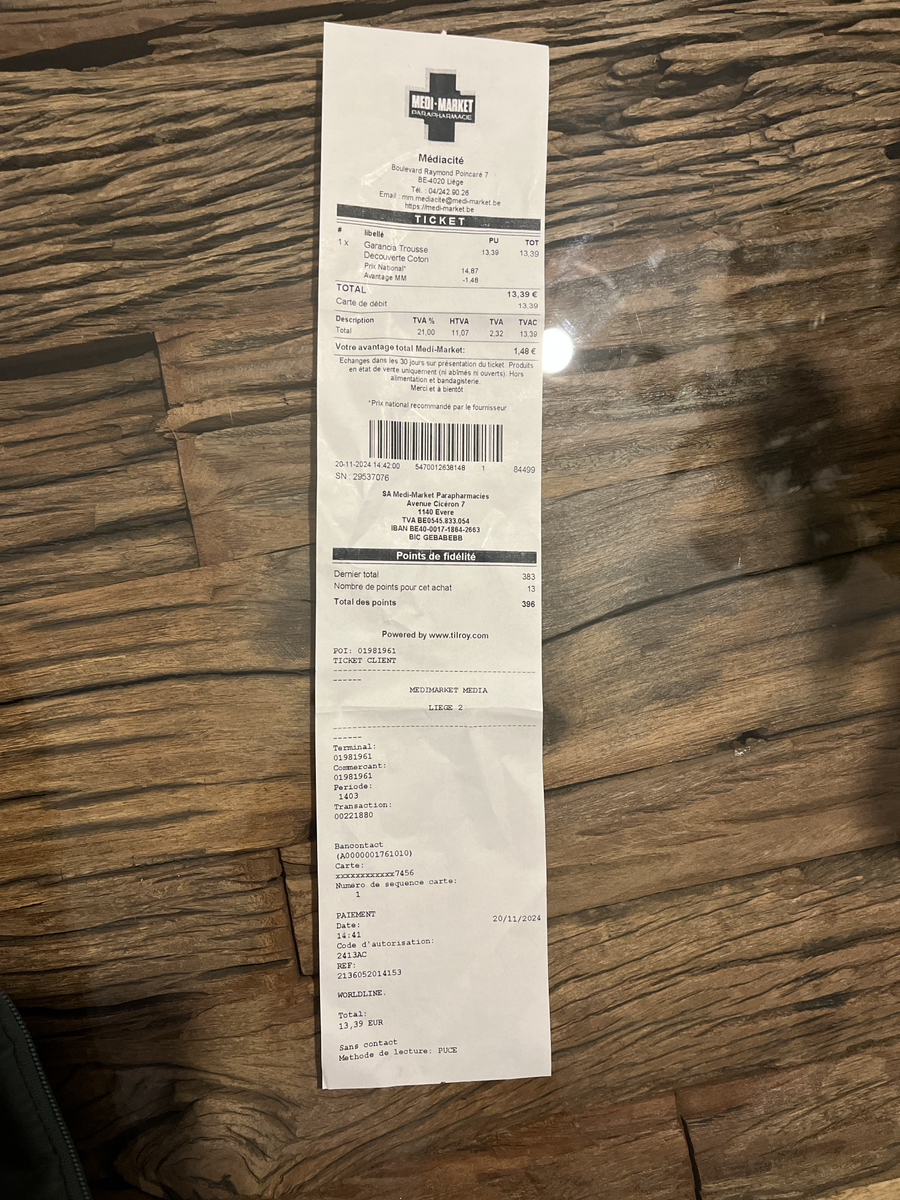 MEDI-MARKET
PARAPHARMACIE
Médiacité
Boulevard Raymond Poincaré 7
BE-4020 Liège
Tél. : 04/242.90.26
Email : mm.mediacite@medi-market.be
https://medi-market.be
TICKET
# libellé PU TOT
1 x Garancia Trousse 13,39 13,39
Découverte Coton
Prix National* 14,87
Avantage MM -1,48
TOTAL 13,39 €
Carte de débit 13,39
Description TVA % HTVA TVA TVAC
Total 21,00 11,07 2,32 13,39
Votre avantage total Medi-Market: 1,48 €
Echanges dans les 30 jours sur présentation du ticket. Produits
en état de vente uniquement (ni abîmés ni ouverts). Hors
alimentation et bandagisterie.
Merci et à bientôt
*Prix national recommandé par le fournisseur
20-11-2024 14:42:00 5470012638148 1 84499
SN : 29537076
SA Medi-Market Parapharmacies
Avenue Cicéron 7
1140 Evere
TVA BE0545.833.054
IBAN BE40-0017-1864-2663
BIC GEBABEBB
Points de fidélité
Dernier total 383
Nombre de points pour cet achat 13
Total des points 396
Powered by www.tilroy.com
POI: 01981961
TICKET CLIENT
------------------------------------------
------
MEDIMARKET MEDIA
LIEGE 2
------------------------------------------
------
Terminal:
01981961
Commercant:
01981961
Periode:
1403
Transaction:
00221880
Bancontact
(A0000001761010)
Carte:
xxxxxxxxxxxx7456
Numero de sequence carte:
1
PAIEMENT
Date: 20/11/2024
14:41
Code d'autorisation:
2413AC
REF:
2136052014153
WORLDLINE.
Total:
13,39 EUR
Sans contact
Methode de lecture: PUCE